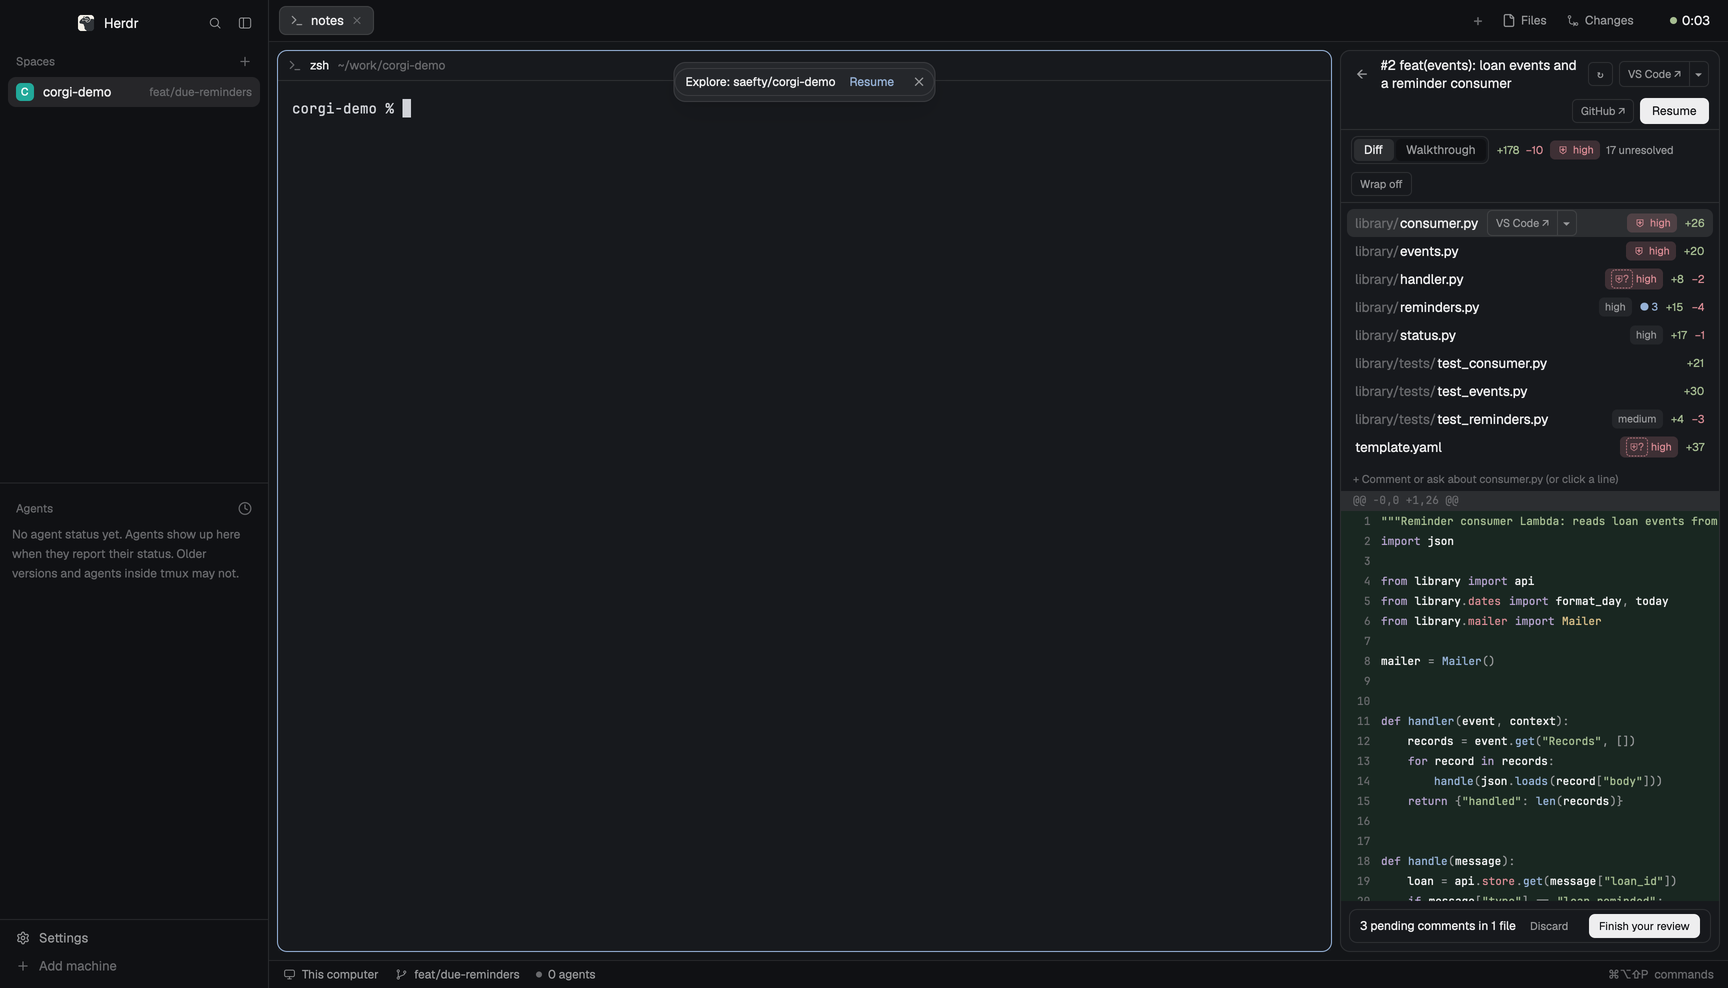 Herdr
Spaces
corgi-demo feat/due-reminders
Agents
No agent status yet. Agents show up here
when they report their status. Older
versions and agents inside tmux may not.
Settings
Add machine
notes
Files Changes 0:03
zsh ~/work/corgi-demo
Explore: saefty/corgi-demo Resume
corgi-demo %
#2 feat(events): loan events and
a reminder consumer
VS Code
GitHub Resume
Diff Walkthrough +178 −10 high 17 unresolved
Wrap off
library/consumer.py VS Code high +26
library/events.py high +20
library/handler.py ? high +8 −2
library/reminders.py high 3 +15 −4
library/status.py high +17 −1
library/tests/test_consumer.py +21
library/tests/test_events.py +30
library/tests/test_reminders.py medium +4 −3
template.yaml ? high +37
+ Comment or ask about consumer.py (or click a line)
@@ -0,0 +1,26 @@
1 """Reminder consumer Lambda: reads loan events from
2 import json
3
4 from library import api
5 from library.dates import format_day, today
6 from library.mailer import Mailer
7
8 mailer = Mailer()
9
10
11 def handler(event, context):
12 records = event.get("Records", [])
13 for record in records:
14 handle(json.loads(record["body"]))
15 return {"handled": len(records)}
16
17
18 def handle(message):
19 loan = api.store.get(message["loan_id"])
20 if message["type"] == "loan.reminded":
3 pending comments in 1 file Discard Finish your review
This computer feat/due-reminders 0 agents
⌘⌥⇧P commands